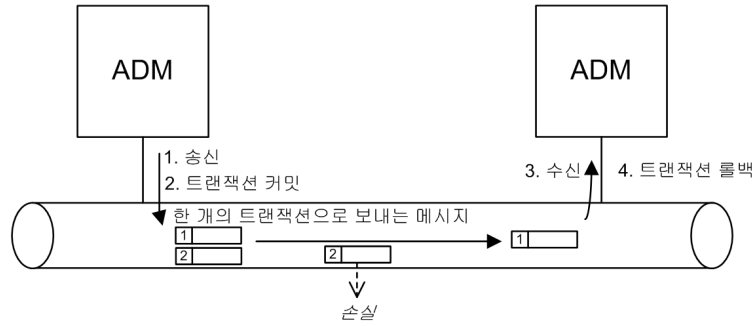 ADM
ADM
1. 송신
2. 트랜잭션 커밋
3. 수신
4. 트랜잭션 롤백
한 개의 트랜잭션으로 보내는 메시지
1
2
2
1
손실